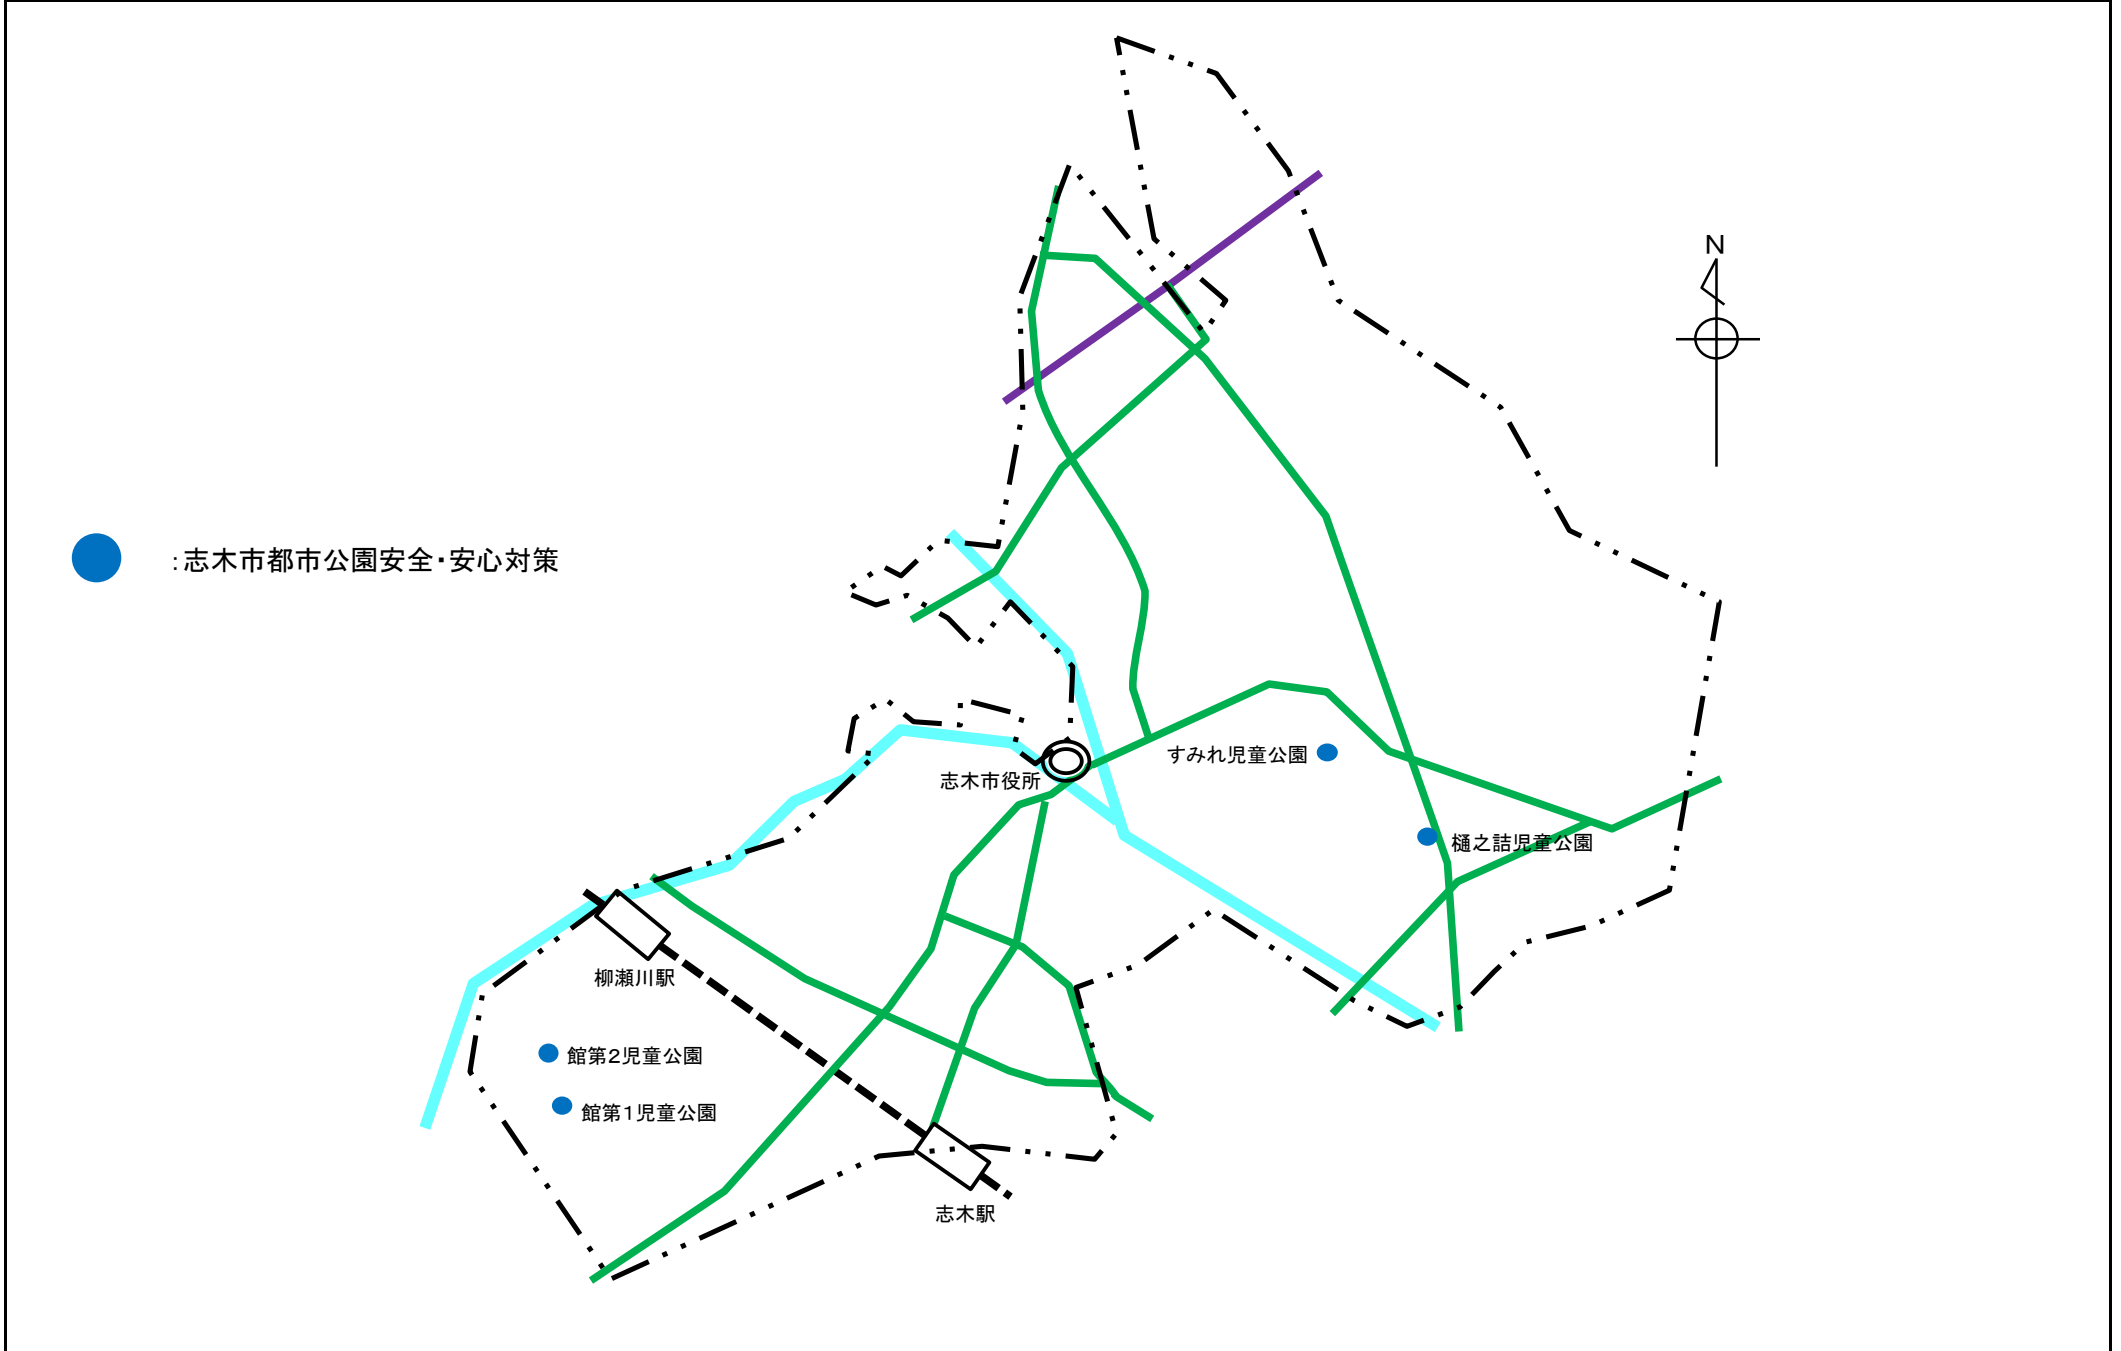 N
：志木市都市公園安全・安心対策
すみれ児童公園
志木市役所
樋之詰児童公園
柳瀬川駅
館第２児童公園
館第１児童公園
志木駅